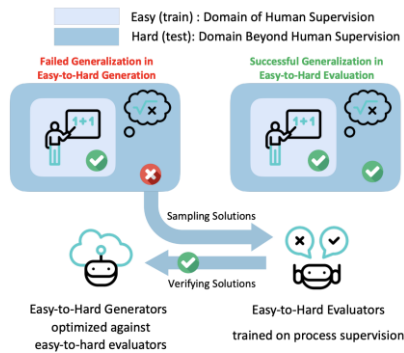 Easy (train) : Domain of Human Supervision
Hard (test): Domain Beyond Human Supervision
Failed Generalization in
Easy-to-Hard Generation
Successful Generalization in
Easy-to-Hard Evaluation
1+1
√x
1+1
√x
Sampling Solutions
Verifying Solutions
Easy-to-Hard Generators
optimized against
easy-to-hard evaluators
Easy-to-Hard Evaluators
trained on process supervision